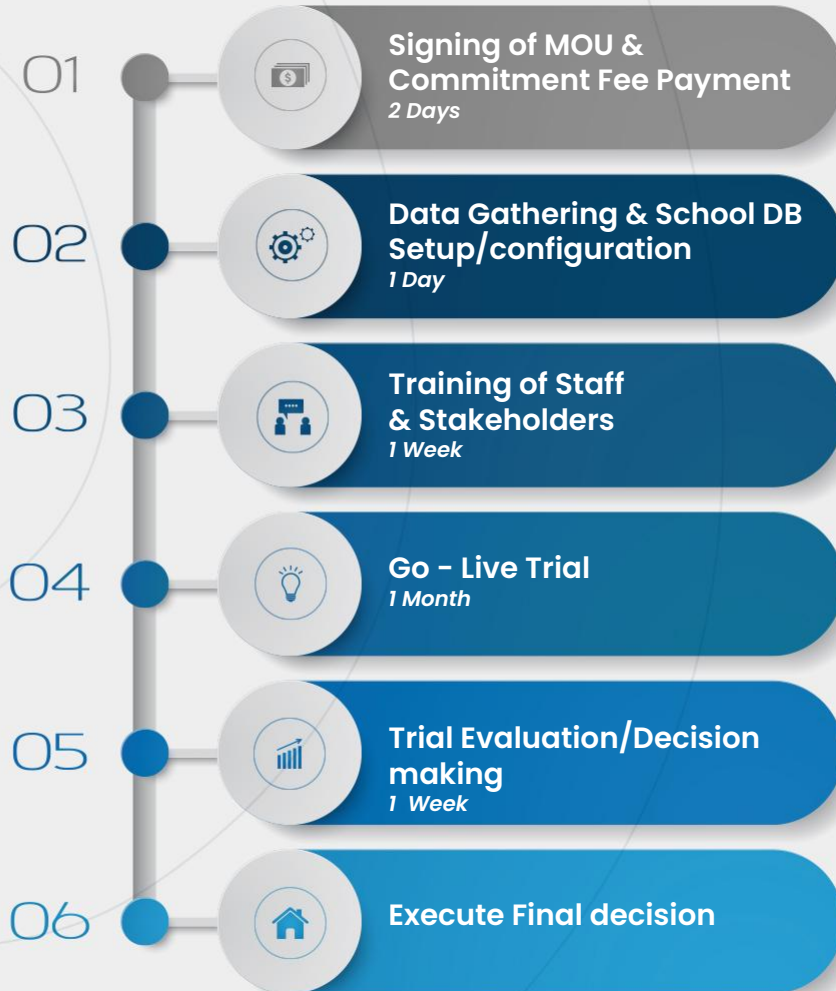 01
Signing of MOU &
Commitment Fee Payment
2 Days
02
Data Gathering & School DB
Setup/configuration
1 Day
03
Training of Staff
& Stakeholders
1 Week
04
Go - Live Trial
1 Month
05
Trial Evaluation/Decision
making
1 Week
06
Execute Final decision